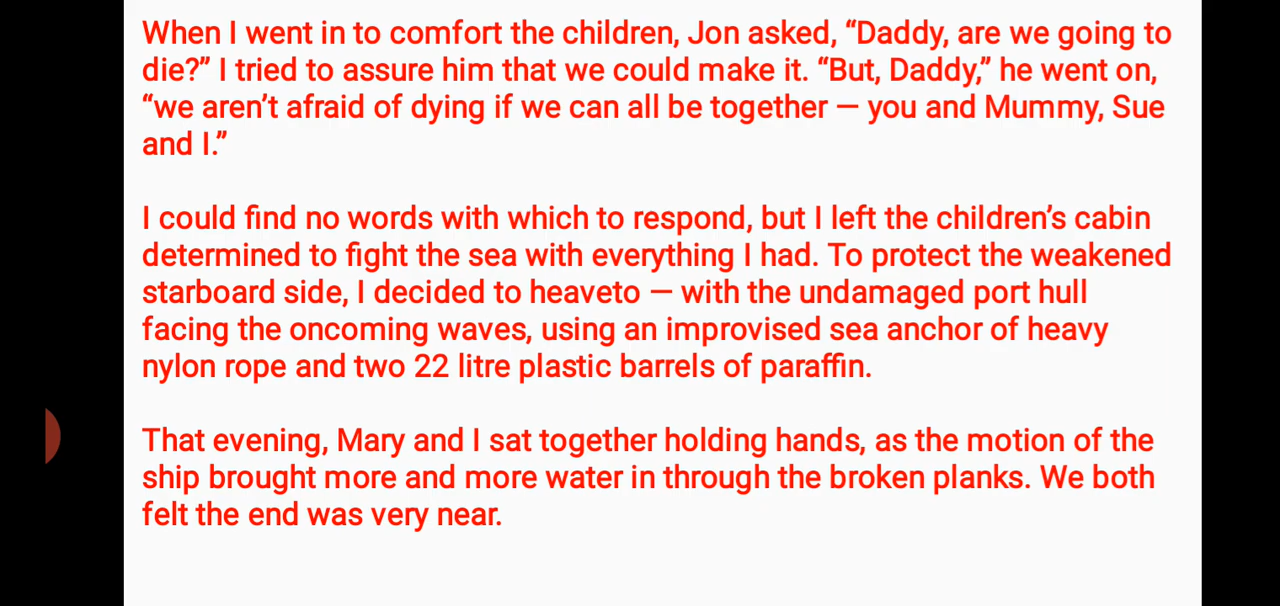 When I went in to comfort the children, Jon asked, “Daddy, are we going to
die?” I tried to assure him that we could make it. “But, Daddy,” he went on,
“we aren’t afraid of dying if we can all be together — you and Mummy, Sue
and I.”
I could find no words with which to respond, but I left the children’s cabin
determined to fight the sea with everything I had. To protect the weakened
starboard side, I decided to heaveto — with the undamaged port hull
facing the oncoming waves, using an improvised sea anchor of heavy
nylon rope and two 22 litre plastic barrels of paraffin.
That evening, Mary and I sat together holding hands, as the motion of the
ship brought more and more water in through the broken planks. We both
felt the end was very near.